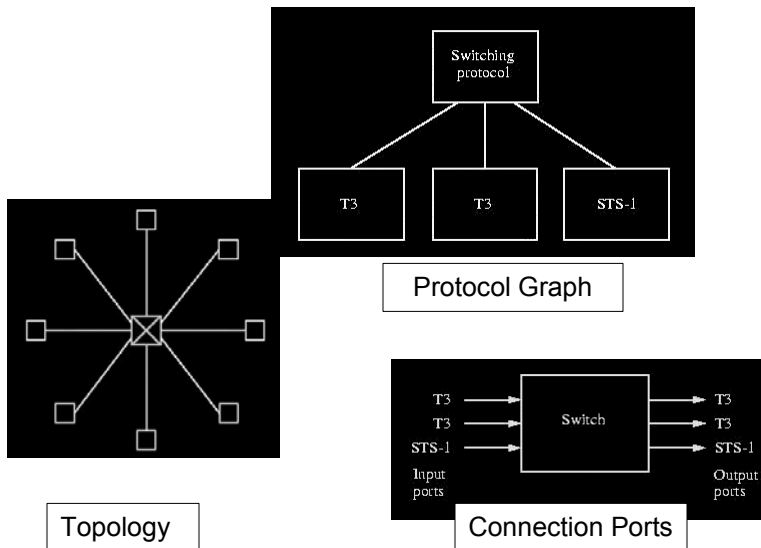 Switching
protocol
T3
T3
STS-1
Protocol Graph
T3
T3
STS-1
Input
ports
Switch
T3
T3
STS-1
Output
ports
Topology
Connection Ports